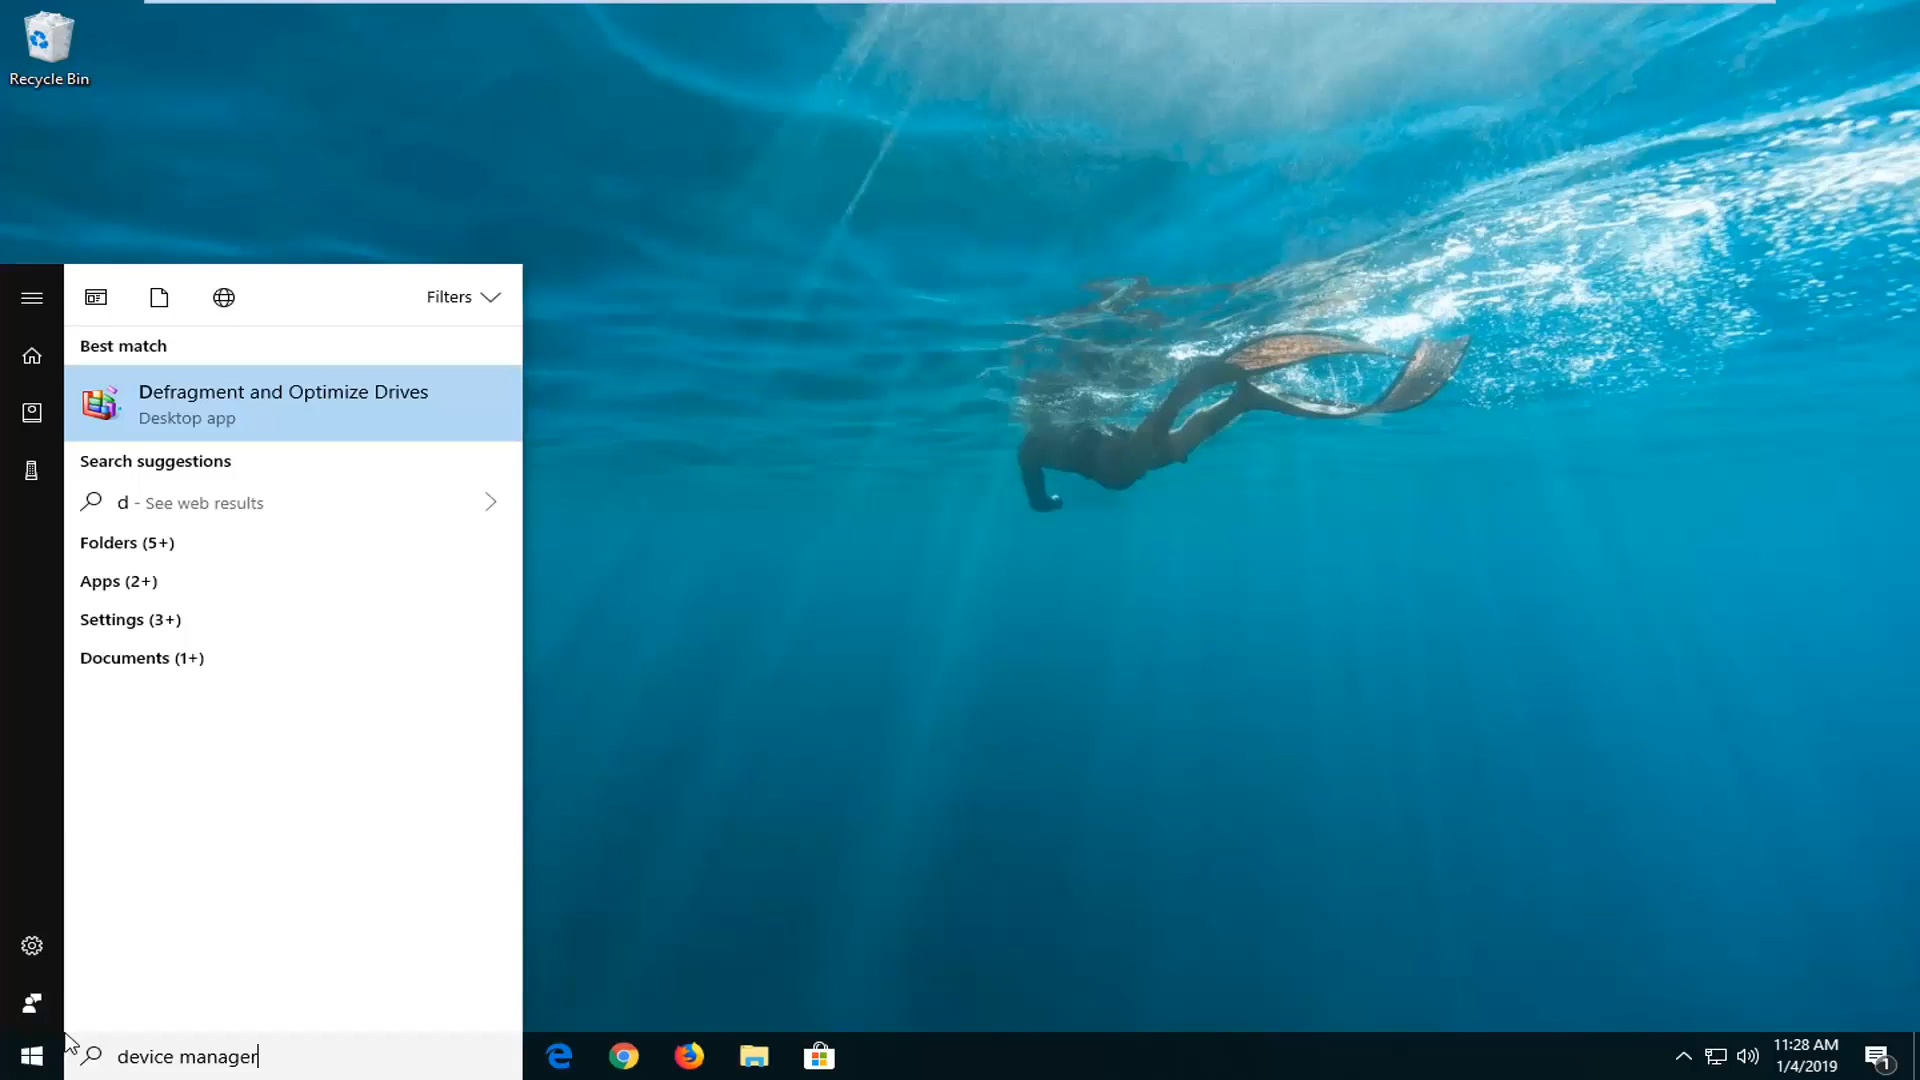 Recycle Bin
Filters
Best match
Defragment and Optimize Drives
Desktop app
Search suggestions
d - See web results
Folders (5+)
Apps (2+)
Settings (3+)
Documents (1+)
device manager
11:28 AM
1/4/2019
1